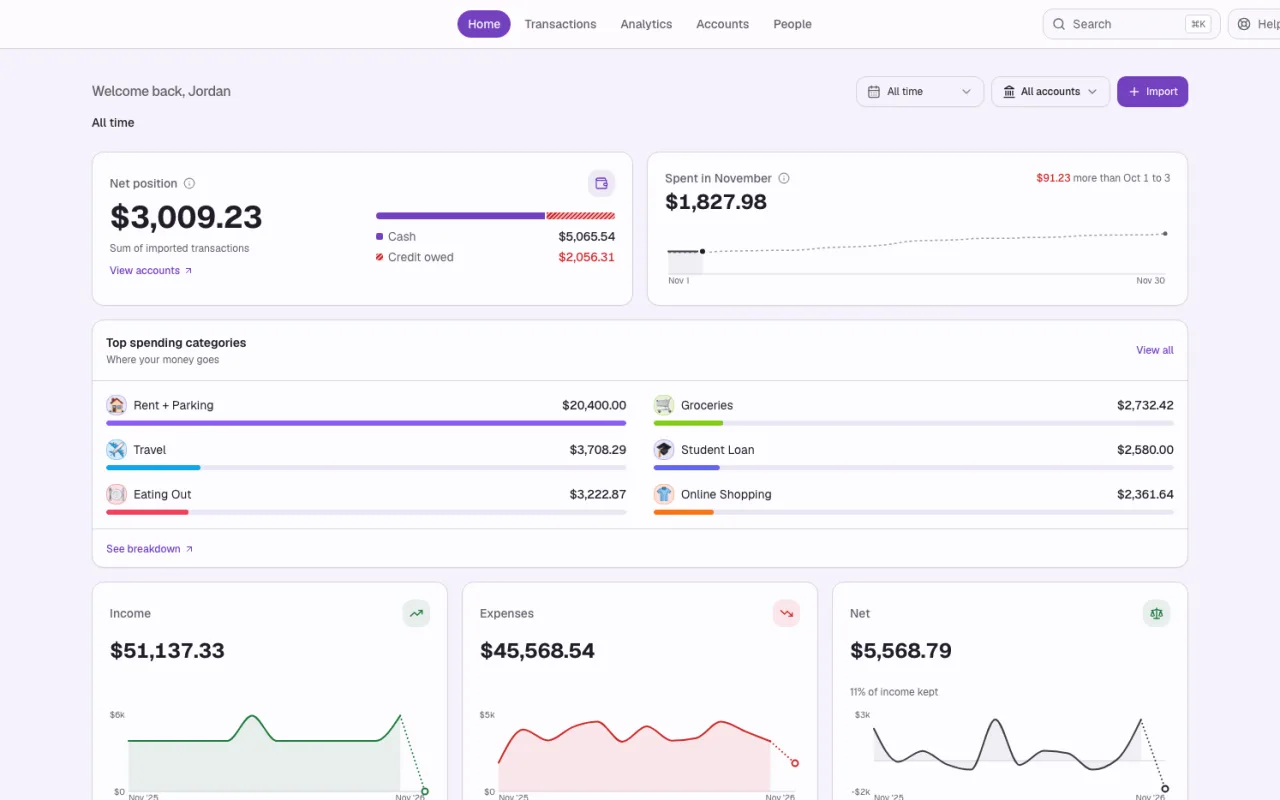 Home Transactions Analytics Accounts People
Search ⌘K Help
Welcome back, Jordan
All time All accounts + Import
All time
Net position
$3,009.23
Sum of imported transactions
View accounts ↗
Cash $5,065.54
Credit owed $2,056.31
Spent in November
$91.23 more than Oct 1 to 3
$1,827.98
Nov 1 Nov 30
Top spending categories
Where your money goes
View all
Rent + Parking $20,400.00
Groceries $2,732.42
Travel $3,708.29
Student Loan $2,580.00
Eating Out $3,222.87
Online Shopping $2,361.64
See breakdown ↗
Income
$51,137.33
$6k
$0
Nov '25 Nov '26
Expenses
$45,568.54
$5k
$0
Nov '25 Nov '26
Net
$5,568.79
11% of income kept
$3k
-$2k
Nov '25 Nov '26